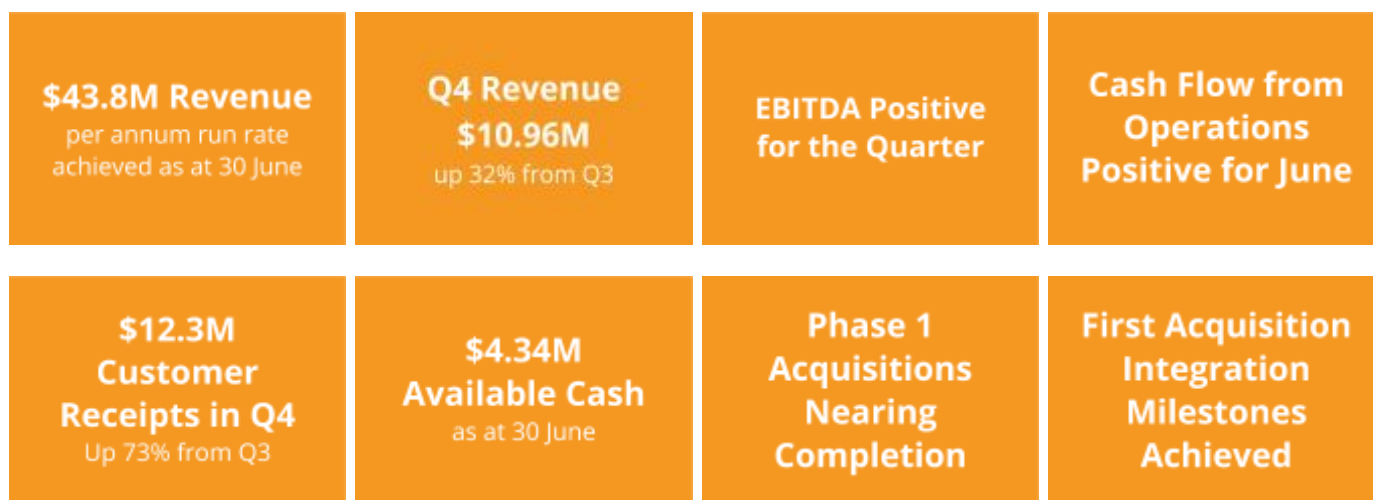 $43.8M Revenue
per annum run rate
achieved as at 30 June
Q4 Revenue
$10.96M
up 32% from Q3
EBITDA Positive
for the Quarter
Cash Flow from
Operations
Positive for June
$12.3M
Customer
Receipts in Q4
Up 73% from Q3
$4.34M
Available Cash
as at 30 June
Phase 1
Acquisitions
Nearing
Completion
First Acquisition
Integration
Milestones
Achieved